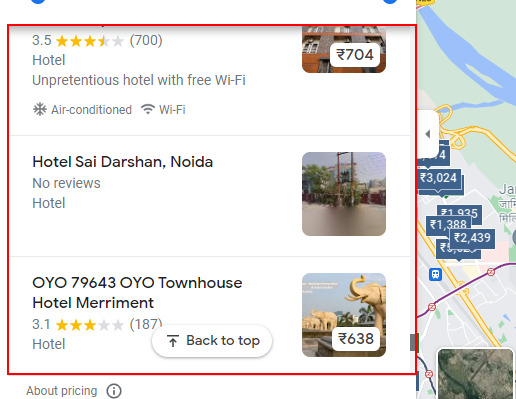 3.5 (700)
₹704
Hotel
Unpretentious hotel with free Wi-Fi
Air-conditioned Wi-Fi
Hotel Sai Darshan, Noida
No reviews
Hotel
OYO 79643 OYO Townhouse
Hotel Merriment
3.1 (187)
₹638
Hotel
Back to top
About pricing
₹3,024
₹1,935
₹1,388
₹2,439